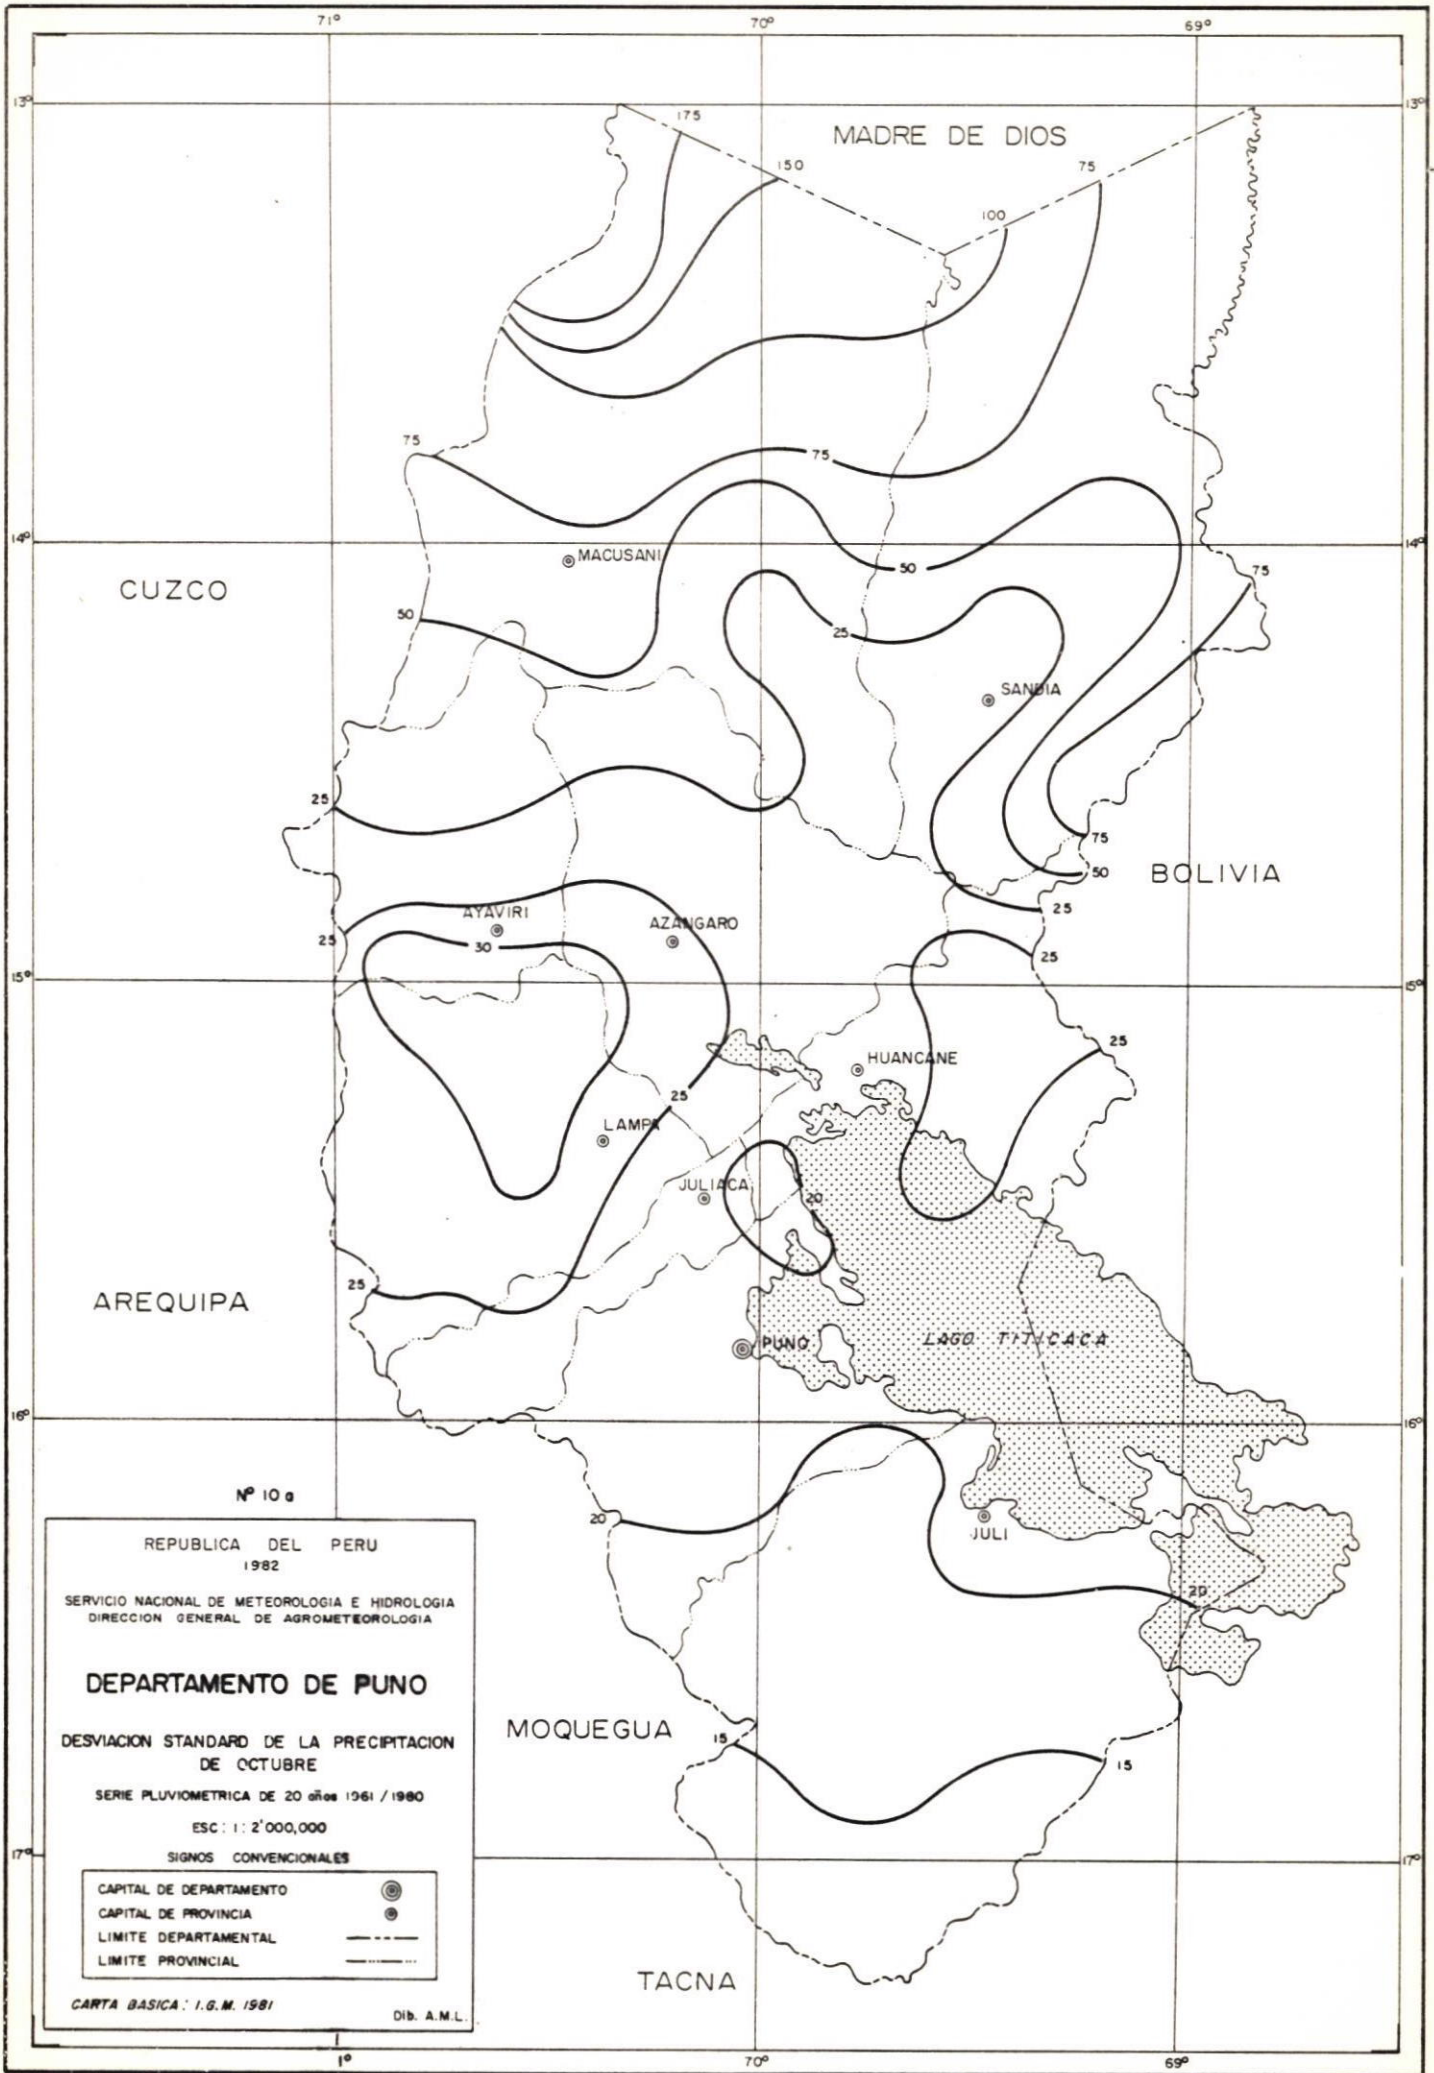 71°
70°
69°
13°
13°
175
MADRE DE DIOS
150
75
100
75
75
14°
14°
MACUSANI
CUZCO
50
75
50
25
SANDIA
25
75
BOLIVIA
50
AYAVIRI
25
AZANGARO
25
30
25
15°
15°
25
HUANCANE
25
LAMPA
JULIACA
20
25
AREQUIPA
LAGO TITICACA
PUNO
16°
16°
Nº 10 a
20
JULI
REPUBLICA DEL PERU
1982
20
SERVICIO NACIONAL DE METEOROLOGIA E HIDROLOGIA
DIRECCION GENERAL DE AGROMETEOROLOGIA
DEPARTAMENTO DE PUNO
MOQUEGUA
15
15
DESVIACION STANDARD DE LA PRECIPITACION
DE OCTUBRE
SERIE PLUVIOMETRICA DE 20 años 1961 / 1980
ESC: 1: 2'000,000
17°
17°
SIGNOS CONVENCIONALES
CAPITAL DE DEPARTAMENTO
CAPITAL DE PROVINCIA
LIMITE DEPARTAMENTAL
LIMITE PROVINCIAL
TACNA
CARTA BASICA: I.G.M. 1981
Dib. A.M.L.
1°
70°
69°